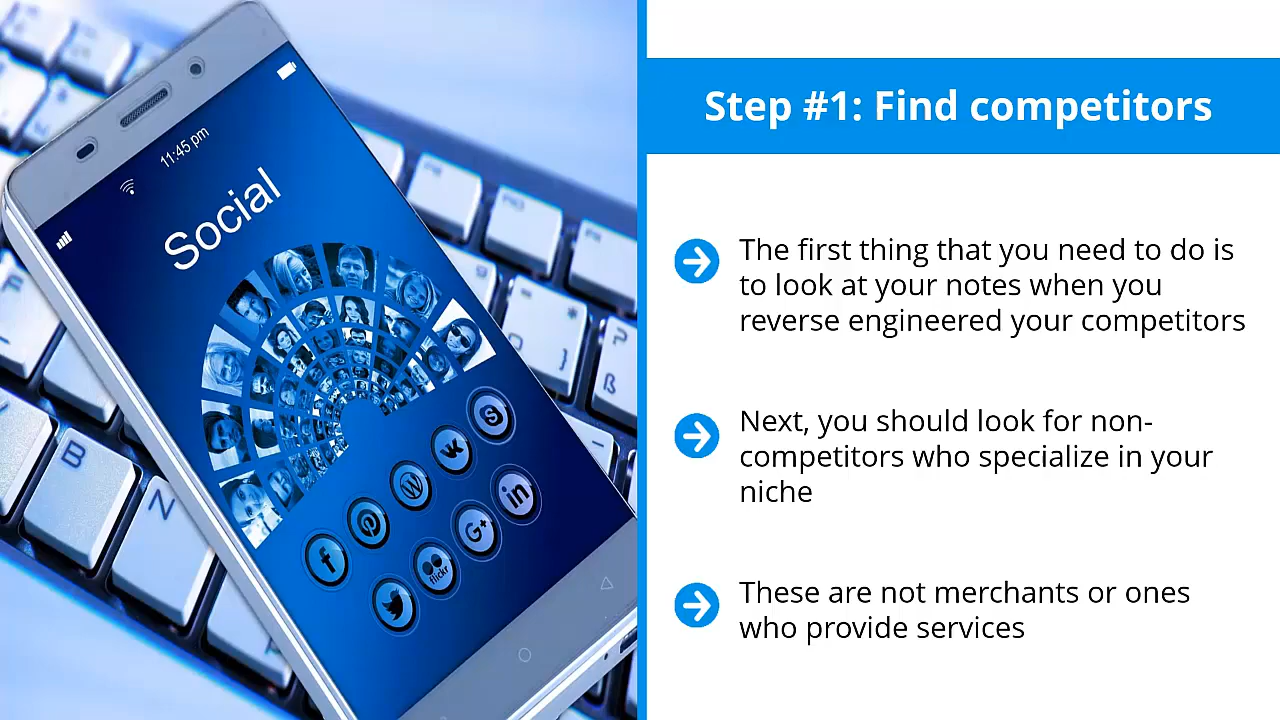 11:45 pm
Social
flickr
G+
in
B
N
Step #1: Find competitors
The first thing that you need to do is
to look at your notes when you
reverse engineered your competitors
Next, you should look for non-
competitors who specialize in your
niche
These are not merchants or ones
who provide services